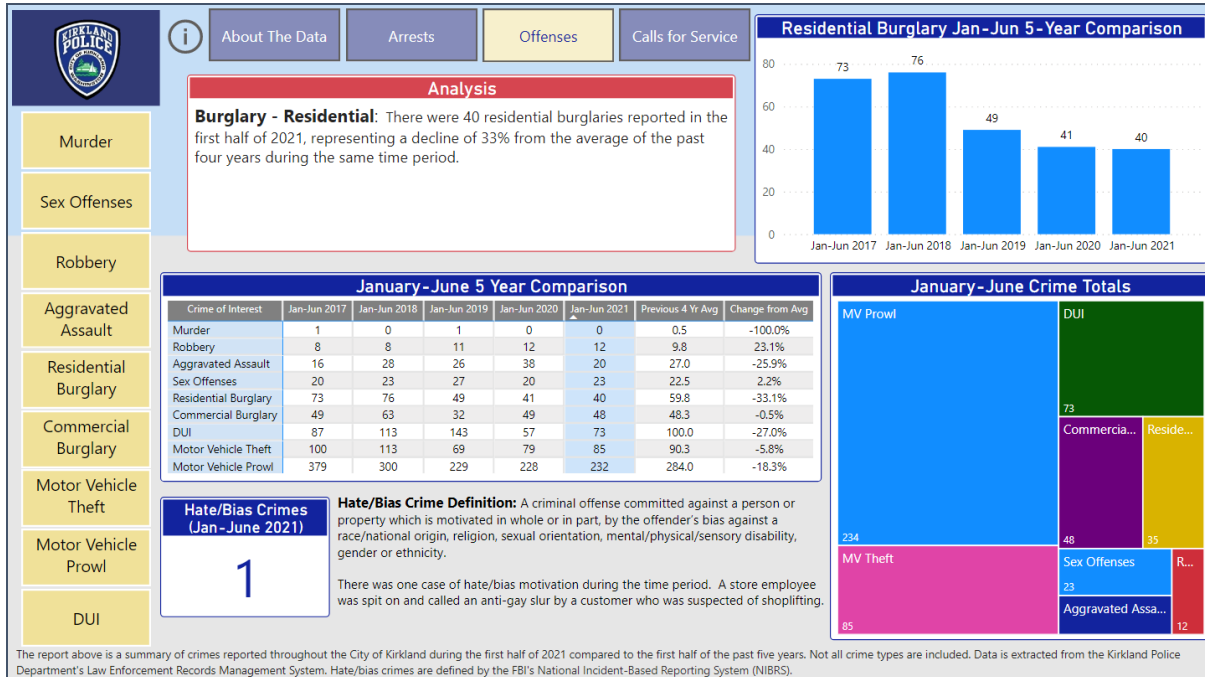 KIRKLAND
POLICE
i
About The Data
Arrests
Offenses
Calls for Service
Murder
Sex Offenses
Robbery
Aggravated
Assault
Residential
Burglary
Commercial
Burglary
Motor Vehicle
Theft
Motor Vehicle
Prowl
DUI
Analysis
Burglary - Residential: There were 40 residential burglaries reported in the
first half of 2021, representing a decline of 33% from the average of the past
four years during the same time period.
Residential Burglary Jan-Jun 5-Year Comparison
80
60
40
20
0
73
76
49
41
40
Jan-Jun 2017 Jan-Jun 2018 Jan-Jun 2019 Jan-Jun 2020 Jan-Jun 2021
January-June 5 Year Comparison
Crime of Interest Jan-Jun 2017 Jan-Jun 2018 Jan-Jun 2019 Jan-Jun 2020 Jan-Jun 2021 Previous 4 Yr Avg Change from Avg
Murder 1 0 1 0 0 0.5 -100.0%
Robbery 8 8 11 12 12 9.8 23.1%
Aggravated Assault 16 28 26 38 20 27.0 -25.9%
Sex Offenses 20 23 27 20 23 22.5 2.2%
Residential Burglary 73 76 49 41 40 59.8 -33.1%
Commercial Burglary 49 63 32 49 48 48.3 -0.5%
DUI 87 113 143 57 73 100.0 -27.0%
Motor Vehicle Theft 100 113 69 79 85 90.3 -5.8%
Motor Vehicle Prowl 379 300 229 228 232 284.0 -18.3%
Hate/Bias Crimes
(Jan-June 2021)
1
Hate/Bias Crime Definition: A criminal offense committed against a person or
property which is motivated in whole or in part, by the offender's bias against a
race/national origin, religion, sexual orientation, mental/physical/sensory disability,
gender or ethnicity.
There was one case of hate/bias motivation during the time period. A store employee
was spit on and called an anti-gay slur by a customer who was suspected of shoplifting.
January-June Crime Totals
MV Prowl
234
MV Theft
85
DUI
73
Commercia...
48
Reside...
35
Sex Offenses
23
Aggravated Assa...
R...
12
The report above is a summary of crimes reported throughout the City of Kirkland during the first half of 2021 compared to the first half of the past five years. Not all crime types are included. Data is extracted from the Kirkland Police
Department's Law Enforcement Records Management System. Hate/bias crimes are defined by the FBI's National Incident-Based Reporting System (NIBRS).